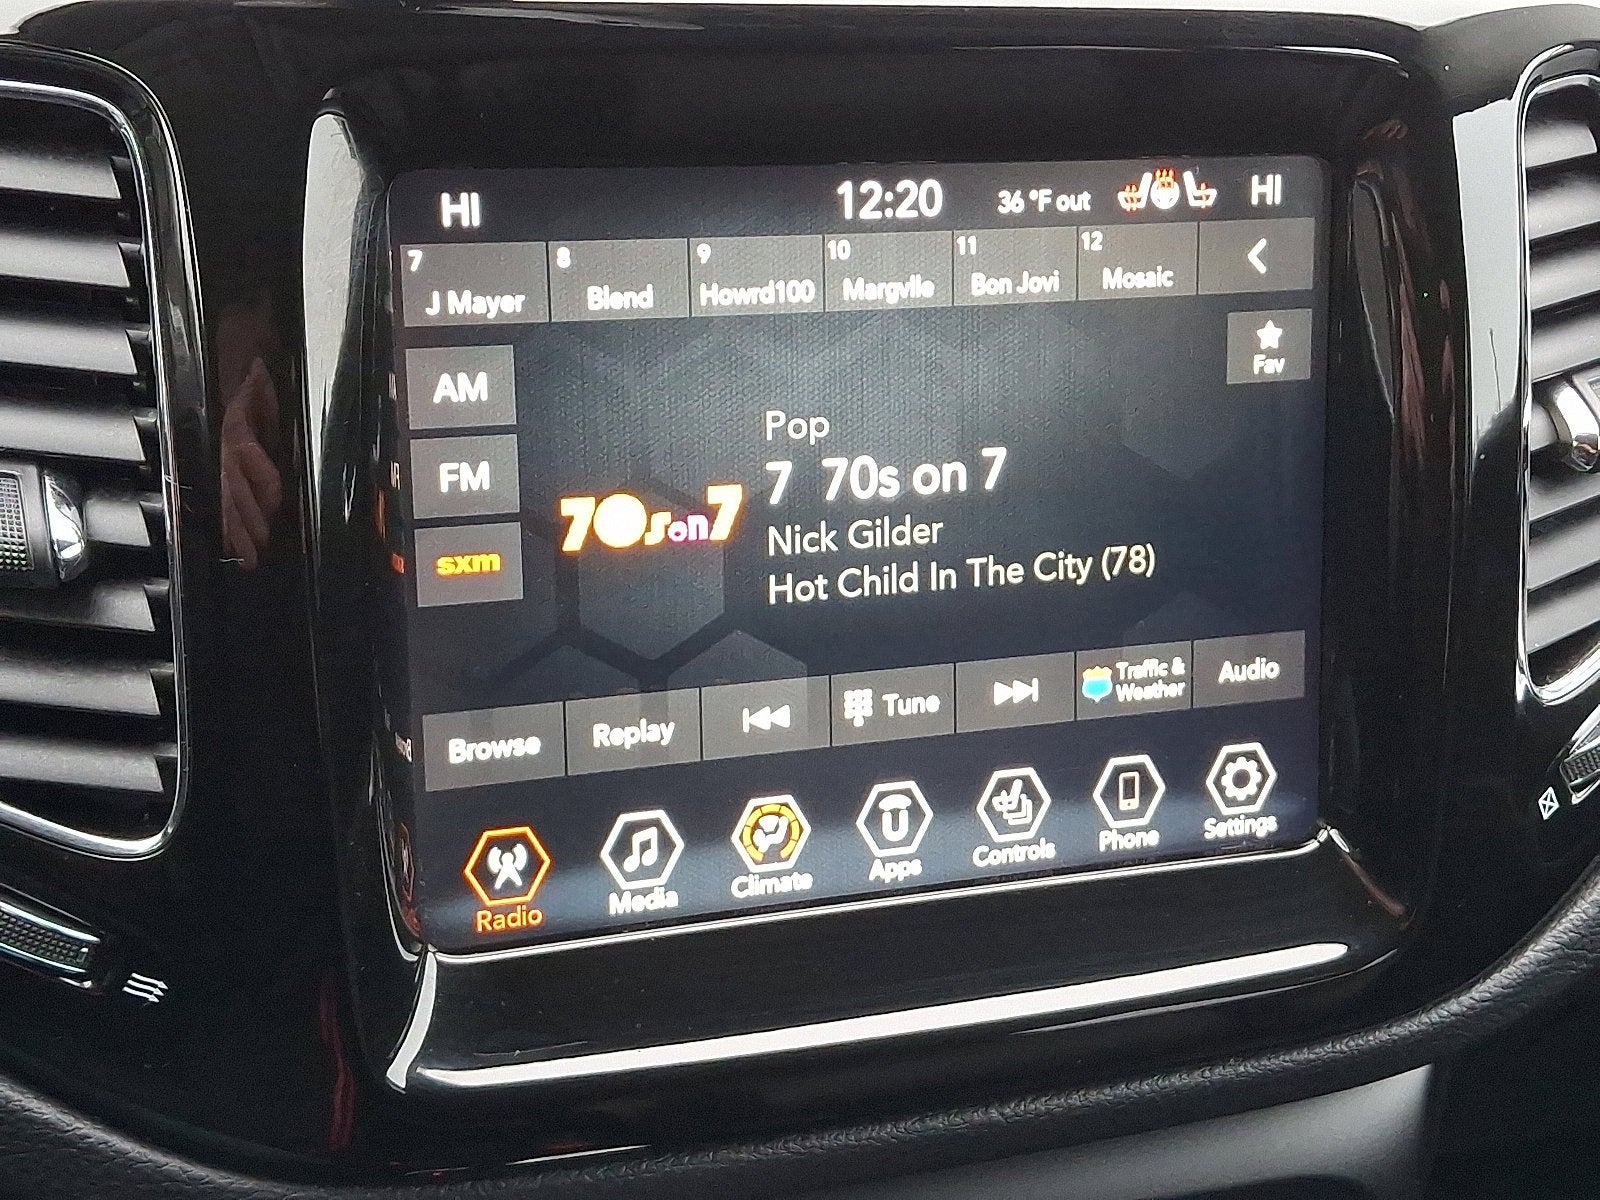 HI 12:20 36 °F out HI
7 J Mayer
8 Blend
9 Howrd100
10 Margvlle
11 Bon Jovi
12 Mosaic
Fav
AM
FM
sxm
70s on 7
Pop
7 70s on 7
Nick Gilder
Hot Child In The City (78)
Browse
Replay
Tune
Traffic &
Weather
Audio
Radio
Media
Climate
Apps
Controls
Phone
Settings